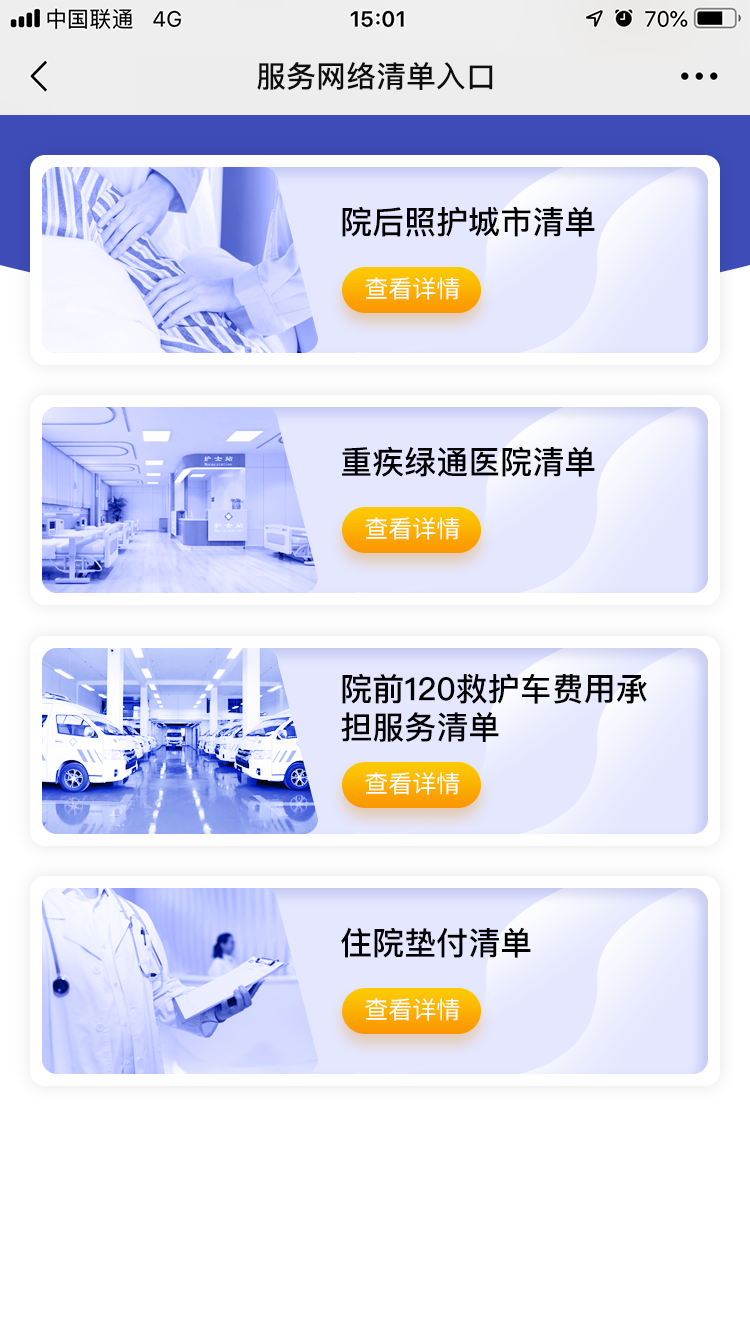 中国联通 4G 15:01 70%
服务网络清单入口
院后照护城市清单
查看详情
重疾绿通医院清单
查看详情
护士站
护士站
院前120救护车费用承
担服务清单
查看详情
住院垫付清单
查看详情